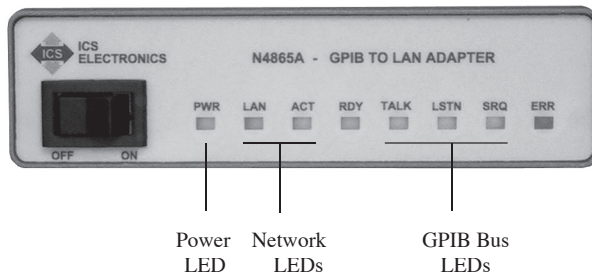 ICS
ICS
ELECTRONICS
N4865A - GPIB TO LAN ADAPTER
PWR LAN ACT RDY TALK LSTN SRQ ERR
OFF ON
Power LED
Network LEDs
GPIB Bus LEDs